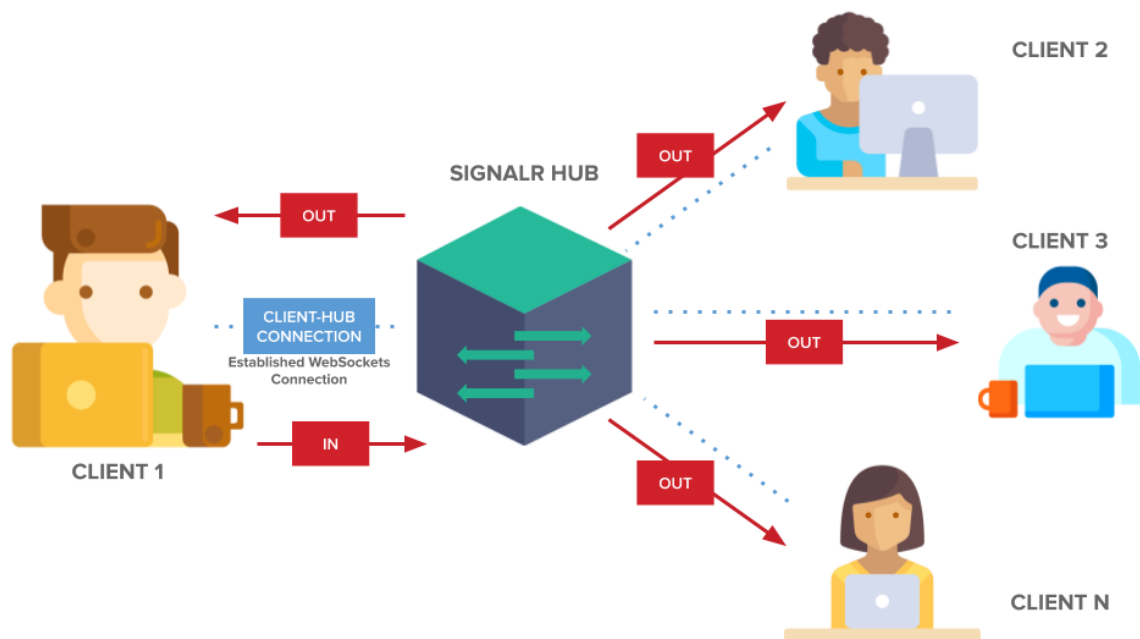 CLIENT 2
OUT
SIGNALR HUB
OUT
CLIENT 3
CLIENT-HUB
CONNECTION
OUT
Established WebSockets
Connection
IN
CLIENT 1
OUT
CLIENT N